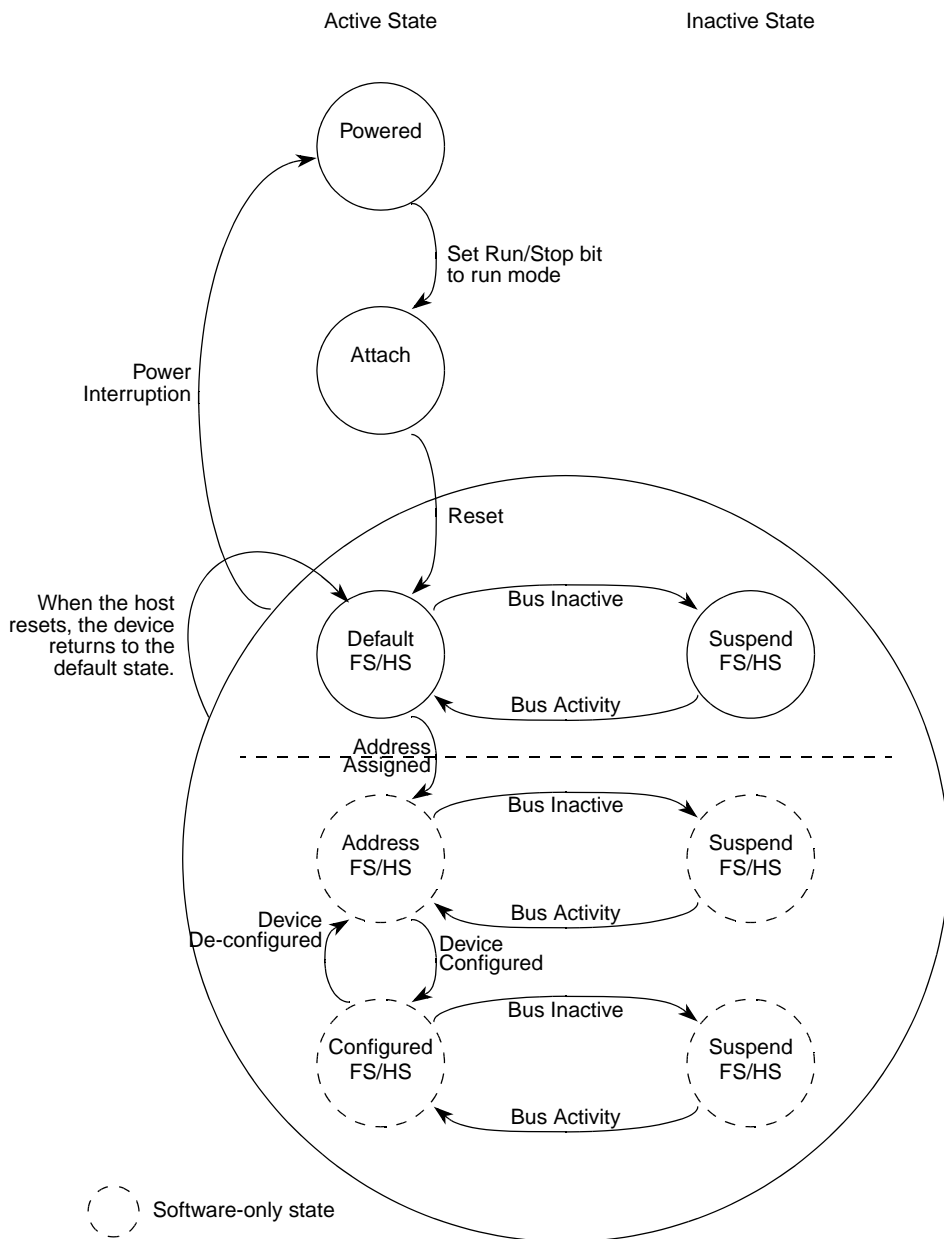 Active State
Inactive State
Powered
Set Run/Stop bit
to run mode
Attach
Power
Interruption
Reset
When the host
resets, the device
returns to the
default state.
Default
FS/HS
Bus Inactive
Suspend
FS/HS
Bus Activity
Address
Assigned
Address
FS/HS
Bus Inactive
Suspend
FS/HS
Bus Activity
Device
De-configured
Device
Configured
Configured
FS/HS
Bus Inactive
Suspend
FS/HS
Bus Activity
Software-only state